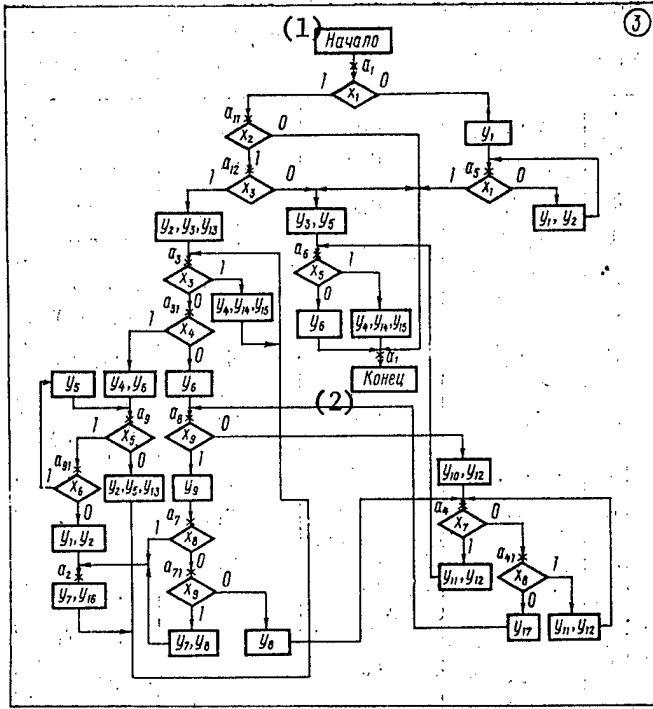 (1)
3
Начало
a₁
1 0
x₁
a₁₁
x₂ 0
1
y₁
a₁₂
1 x₃ 0
a₅
1 x₁ 0
y₁, y₂
y₂, y₃, y₁₃
y₃, y₅
a₃
x₃ 1
0
a₆
x₅ 1
0
y₄, y₁₄, y₁₅
y₆
y₄, y₁₄, y₁₅
a₃₁
1 x₄
0
a₁
Конец
y₅
y₄, y₆
y₆
(2)
a₉
1 x₅
0
a₈
x₉ 0
1
a₉₁
1 x₆
0
y₂, y₅, y₁₃
y₉
y₁₀, y₁₂
a₇
1 x₈
0
a₄
x₇ 0
1
y₁, y₂
a₂
y₇, y₁₆
a₇₁
x₉ 0
1
y₁₁, y₁₂
a₄₁
x₈ 1
0
y₇, y₈
y₈
y₁₇
y₁₁, y₁₂